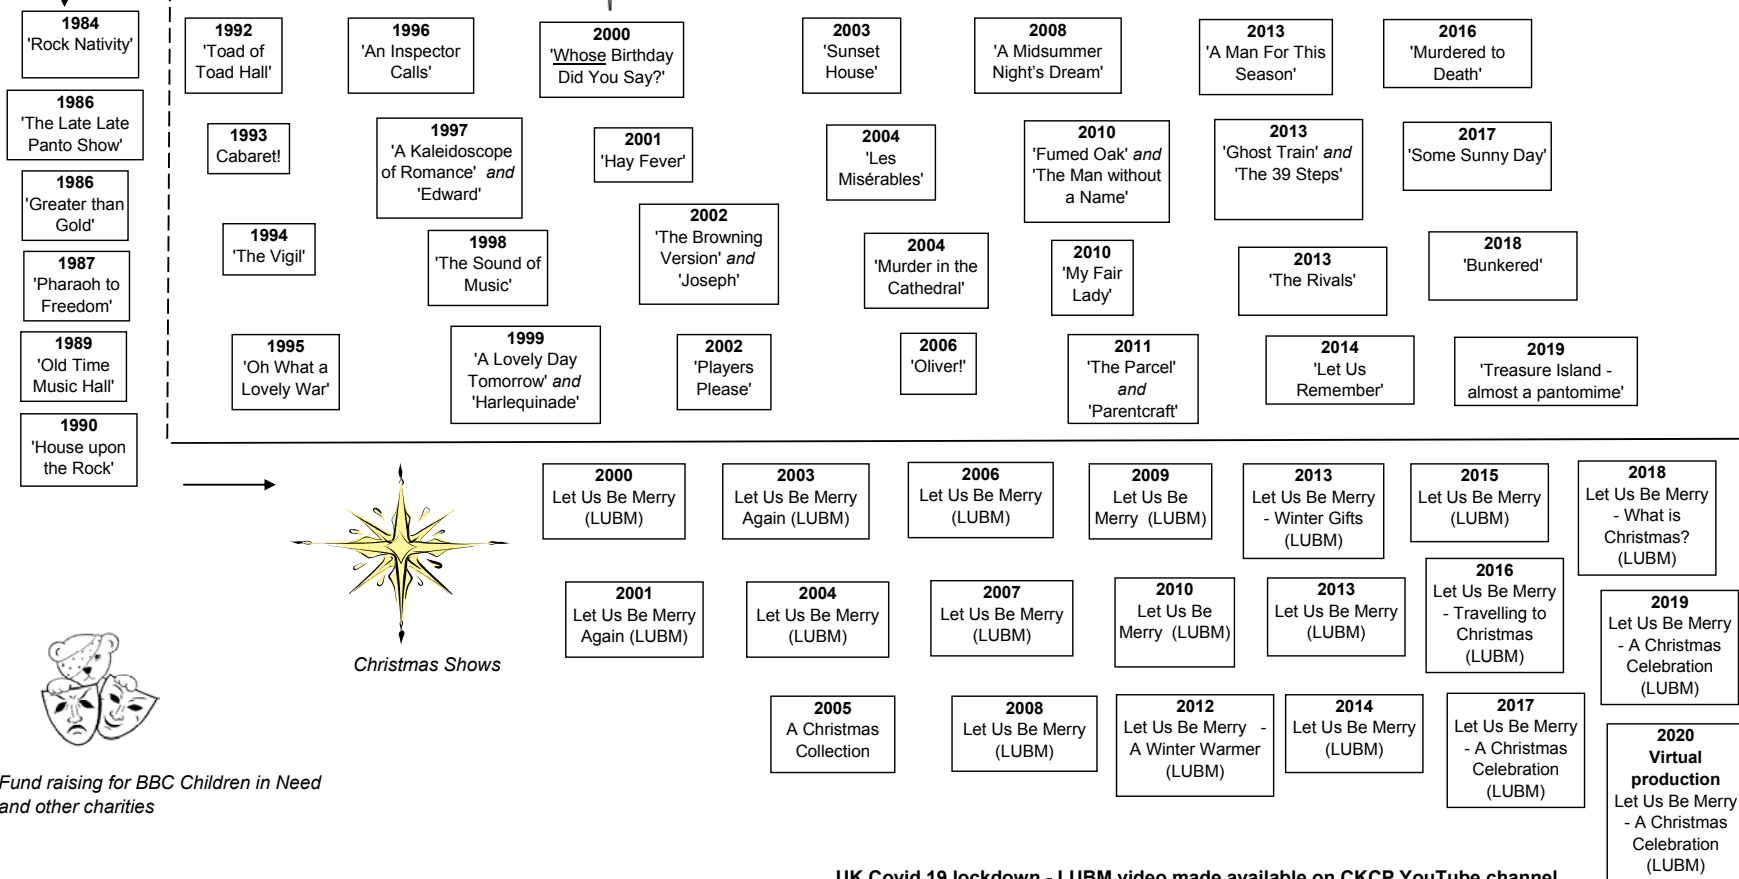 1984
'Rock Nativity'
1986
'The Late Late
Panto Show'
1986
'Greater than
Gold'
1987
'Pharaoh to
Freedom'
1989
'Old Time
Music Hall'
1990
'House upon
the Rock'
1992
'Toad of
Toad Hall'
1993
Cabaret!
1994
'The Vigil'
1995
'Oh What a
Lovely War'
1996
'An Inspector
Calls'
1997
'A Kaleidoscope
of Romance' and
'Edward'
1998
'The Sound of
Music'
1999
'A Lovely Day
Tomorrow' and
'Harlequinade'
2000
'Whose Birthday
Did You Say?'
2001
'Hay Fever'
2002
'The Browning
Version' and
'Joseph'
2002
'Players
Please'
2003
'Sunset
House'
2004
'Les
Misérables'
2004
'Murder in the
Cathedral'
2006
'Oliver!'
2008
'A Midsummer
Night's Dream'
2010
'Fumed Oak' and
'The Man without
a Name'
2010
'My Fair
Lady'
2011
'The Parcel'
and
'Parentcraft'
2013
'A Man For This
Season'
2013
'Ghost Train' and
'The 39 Steps'
2013
'The Rivals'
2014
'Let Us
Remember'
2016
'Murdered to
Death'
2017
'Some Sunny Day'
2018
'Bunkered'
2019
'Treasure Island -
almost a pantomime'
Christmas Shows
2000
Let Us Be Merry
(LUBM)
2001
Let Us Be Merry
Again (LUBM)
2003
Let Us Be Merry
Again (LUBM)
2004
Let Us Be Merry
(LUBM)
2005
A Christmas
Collection
2006
Let Us Be Merry
(LUBM)
2007
Let Us Be Merry
(LUBM)
2008
Let Us Be Merry
(LUBM)
2009
Let Us Be
Merry (LUBM)
2010
Let Us Be
Merry (LUBM)
2012
Let Us Be Merry -
A Winter Warmer
(LUBM)
2013
Let Us Be Merry
- Winter Gifts
(LUBM)
2013
Let Us Be Merry
(LUBM)
2014
Let Us Be Merry
(LUBM)
2015
Let Us Be Merry
(LUBM)
2016
Let Us Be Merry
- Travelling to
Christmas
(LUBM)
2017
Let Us Be Merry
- A Christmas
Celebration
(LUBM)
2018
Let Us Be Merry
- What is
Christmas?
(LUBM)
2019
Let Us Be Merry
- A Christmas
Celebration
(LUBM)
2020
Virtual
production
Let Us Be Merry
- A Christmas
Celebration
(LUBM)
Fund raising for BBC Children in Need
and other charities
UK Covid 19 lockdown - LUBM video made available on CKCP YouTube channel